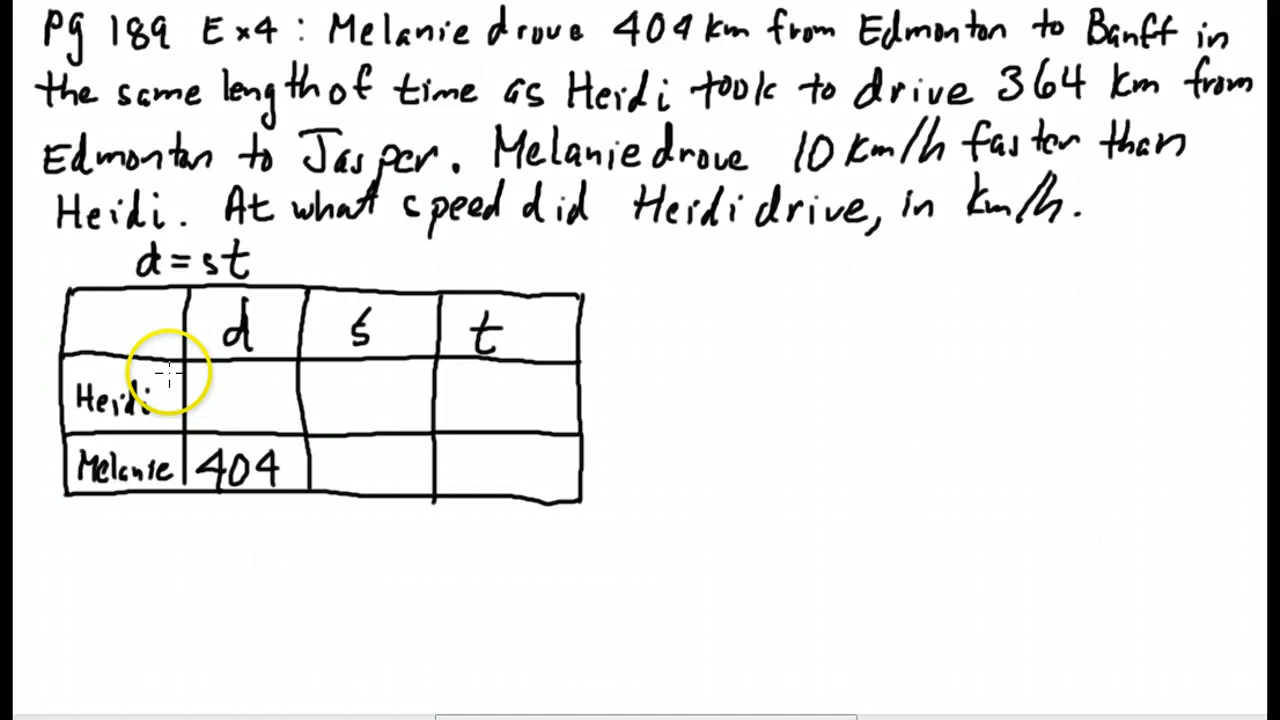 Pg 189 Ex4 : Melanie drove 404 km from Edmonton to Banff in
the same length of time as Heidi took to drive 364 km from
Edmonton to Jasper. Melanie drove 10 km/h faster than
Heidi. At what speed did Heidi drive, in km/h.
d = st
d s t
Heidi
Melanie 404